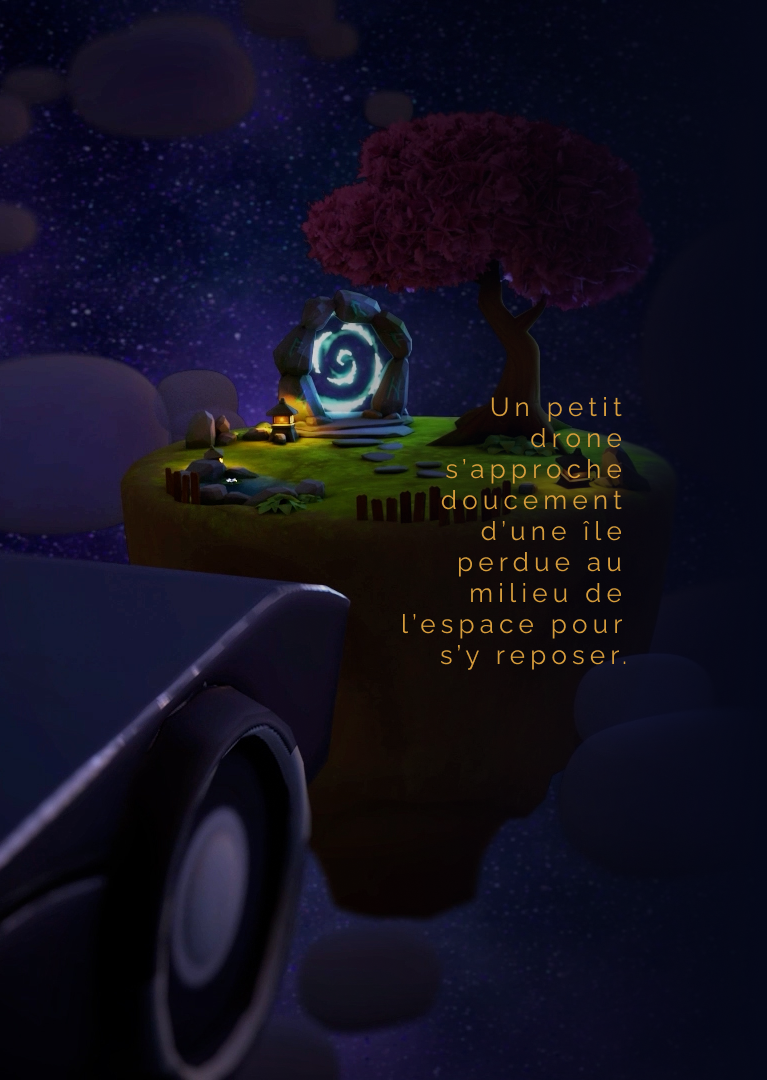 Un petit
drone
s'approche
doucement
d'une île
perdue au
milieu de
l'espace pour
s'y reposer.